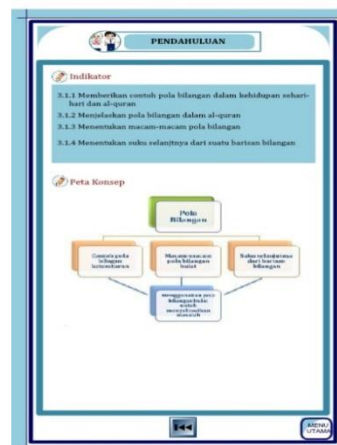 PENDAHULUAN
Indikator
3.1.1 Memberikan contoh pola bilangan dalam kehidupan sehari-
hari dan al-quran
3.1.2 Menjelaskan pola bilangan dalam al-quran
3.1.3 Menentukan macam-macam pola bilangan
3.1.4 Menentukan suku selanjtnya dari suatu barisan bilangan
Peta Konsep
Pola
Bilangan
Contoh pola
bilangan
Macam-macam
pola bilangan
bulat
Suku selanjutnya
dari barisan
bilangan
Menggunakan pola
untuk
menyelesaikan
masalah
MENU
UTAMA